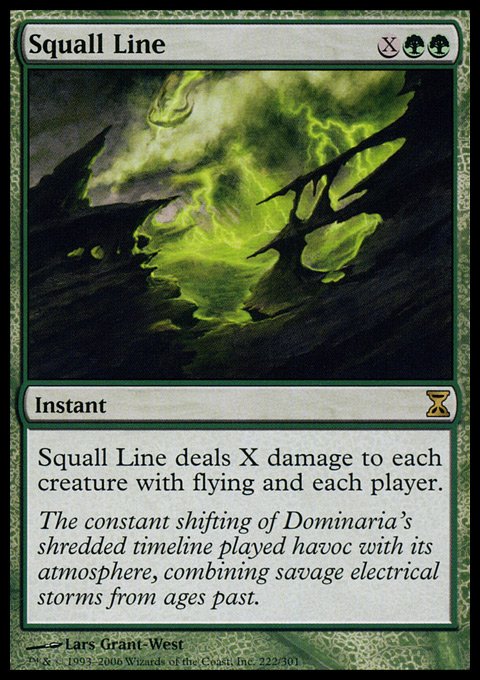 Squall Line X
Instant
Squall Line deals X damage to each
creature with flying and each player.
The constant shifting of Dominaria's
shredded timeline played havoc with its
atmosphere, combining savage electrical
storms from ages past.
Lars Grant-West
™ & © 1993–2006 Wizards of the Coast, Inc. 222/301